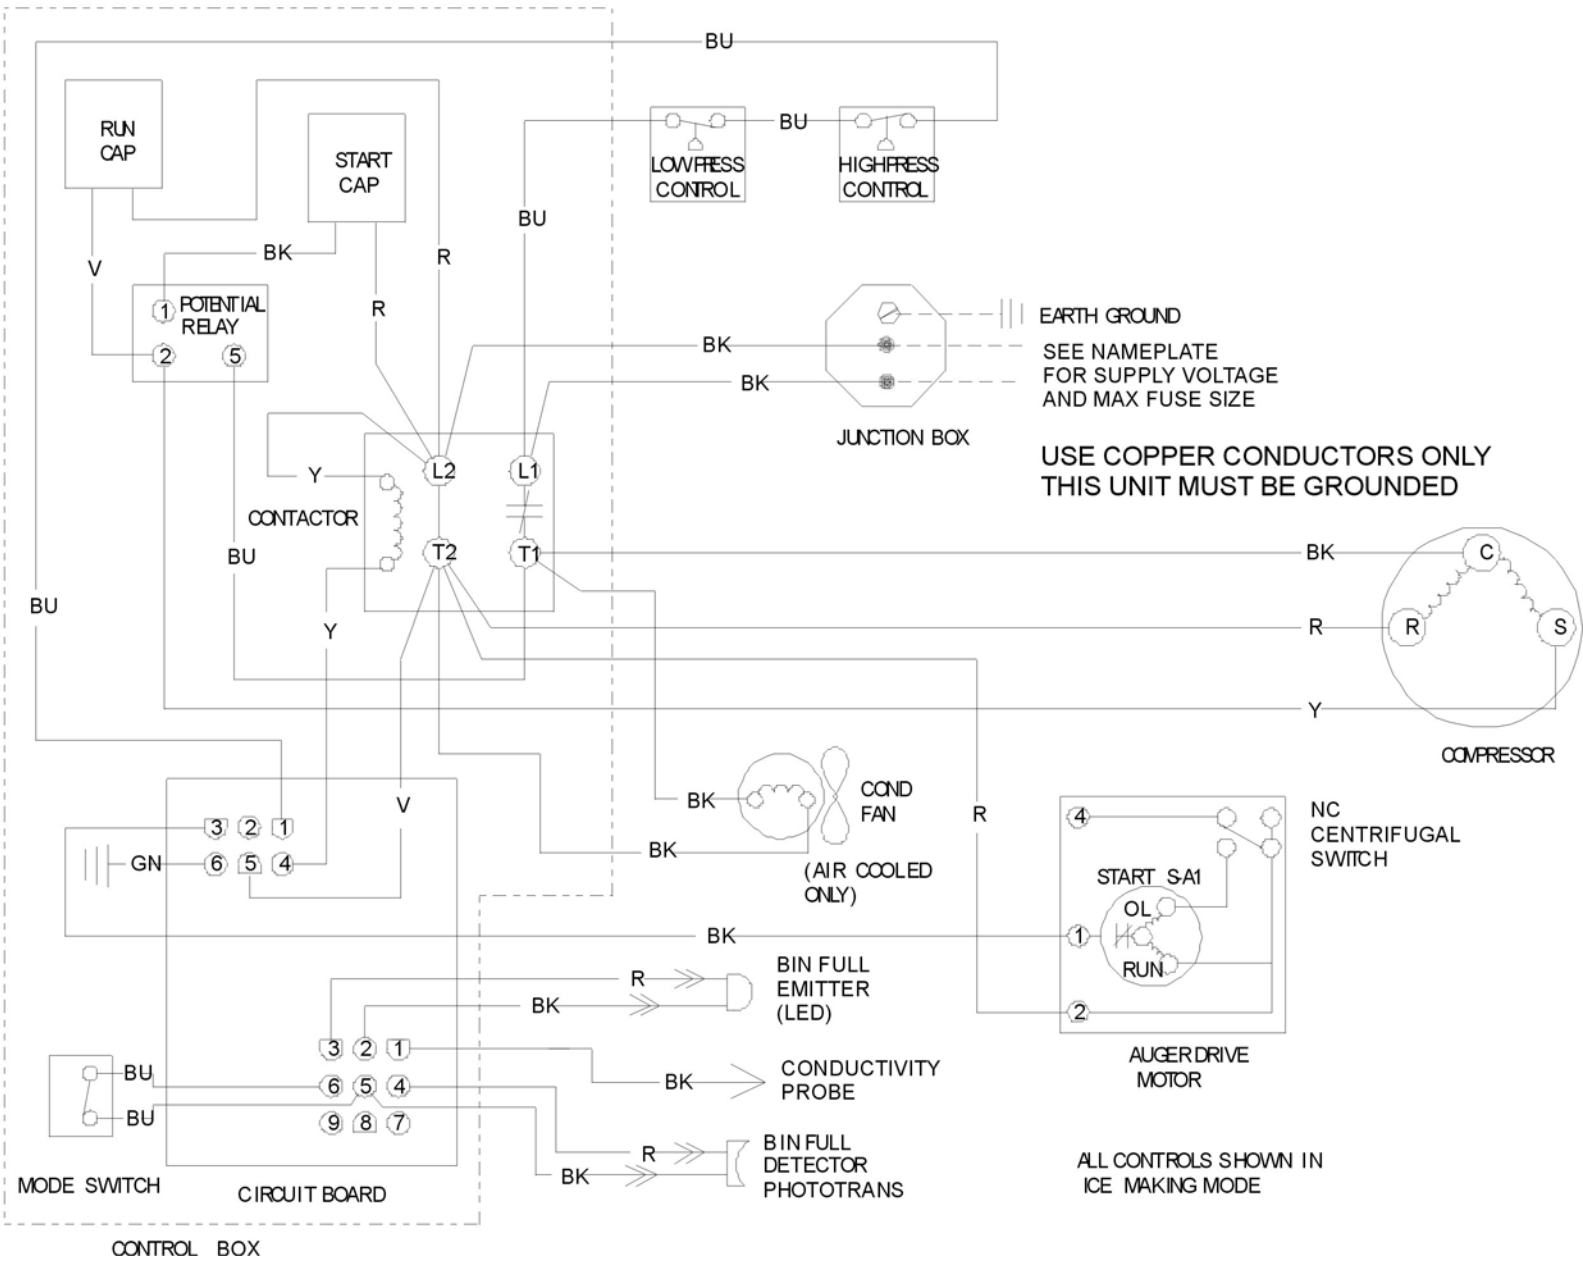 BU
RUN
CAP
START
CAP
BU
LOW PRESS
CONTROL
HIGH PRESS
CONTROL
BU
BK
V
R
R
1
POTENTIAL
RELAY
2
5
EARTH GROUND
BK
SEE NAMEPLATE
FOR SUPPLY VOLTAGE
AND MAX FUSE SIZE
BK
JUNCTION BOX
USE COPPER CONDUCTORS ONLY
THIS UNIT MUST BE GROUNDED
Y
L2
L1
CONTACTOR
T2
T1
BK
C
BU
BU
Y
R
R
S
Y
COMPRESSOR
V
BK
COND
FAN
BK
(AIR COOLED
ONLY)
R
4
NC
CENTRIFUGAL
SWITCH
3
2
1
GN
6
5
4
START S-A1
OL
BK
1
RUN
2
AUGER DRIVE
MOTOR
R
BIN FULL
EMITTER
(LED)
BK
3
2
1
BK
CONDUCTIVITY
PROBE
BU
6
5
4
BU
9
8
7
R
BIN FULL
DETECTOR
PHOTOTRANS
BK
ALL CONTROLS SHOWN IN
ICE MAKING MODE
MODE SWITCH
CIRCUIT BOARD
CONTROL BOX